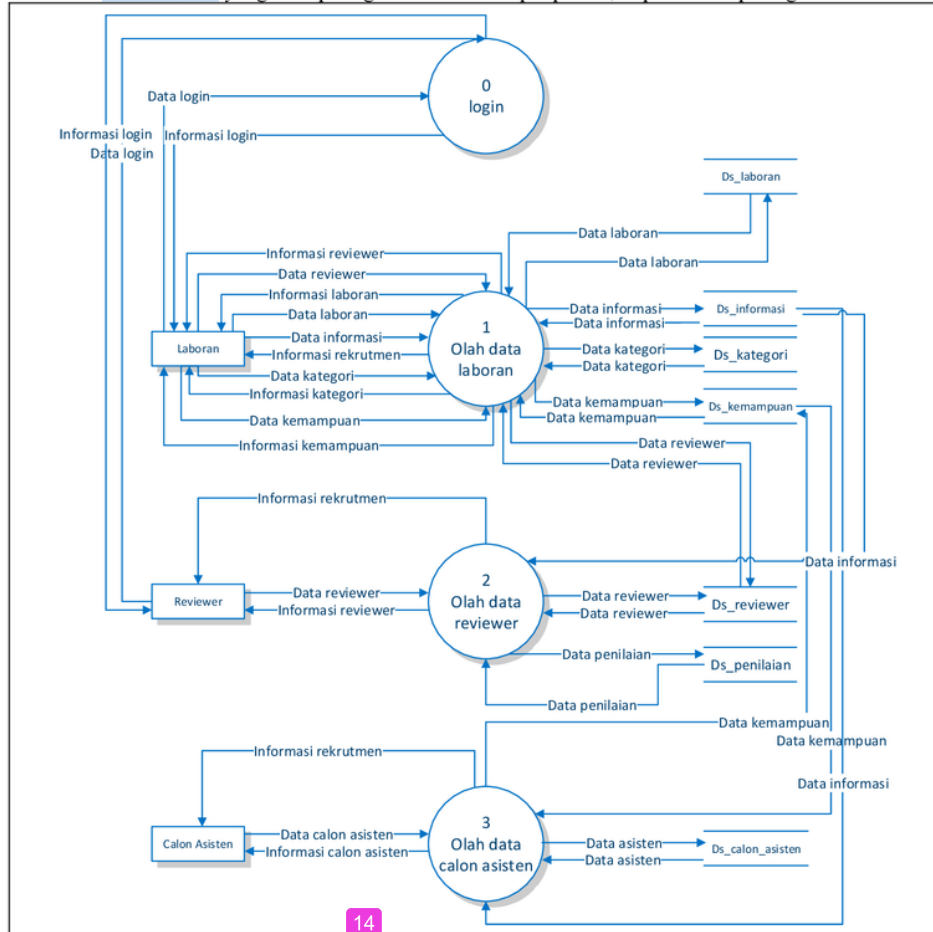 0
login
Data login
Informasi login
Informasi login
Data login
Ds_laboran
Data laboran
Data laboran
Informasi reviewer
Data reviewer
Informasi laboran
Data laboran
Data informasi
Informasi rekrutmen
Data kategori
Informasi kategori
Data kemampuan
Informasi kemampuan
Laboran
1
Olah data
laboran
Data informasi
Data informasi
Ds_informasi
Data kategori
Data kategori
Ds_kategori
Data kemampuan
Data kemampuan
Ds_kemampuan
Data reviewer
Data reviewer
Informasi rekrutmen
Data informasi
Reviewer
Data reviewer
Informasi reviewer
2
Olah data
reviewer
Data reviewer
Data reviewer
Ds_reviewer
Data penilaian
Ds_penilaian
Data penilaian
Data kemampuan
Data kemampuan
Informasi rekrutmen
Data informasi
Calon Asisten
Data calon asisten
Informasi calon asisten
3
Olah data
calon asisten
Data asisten
Data asisten
Ds_calon_asisten
14